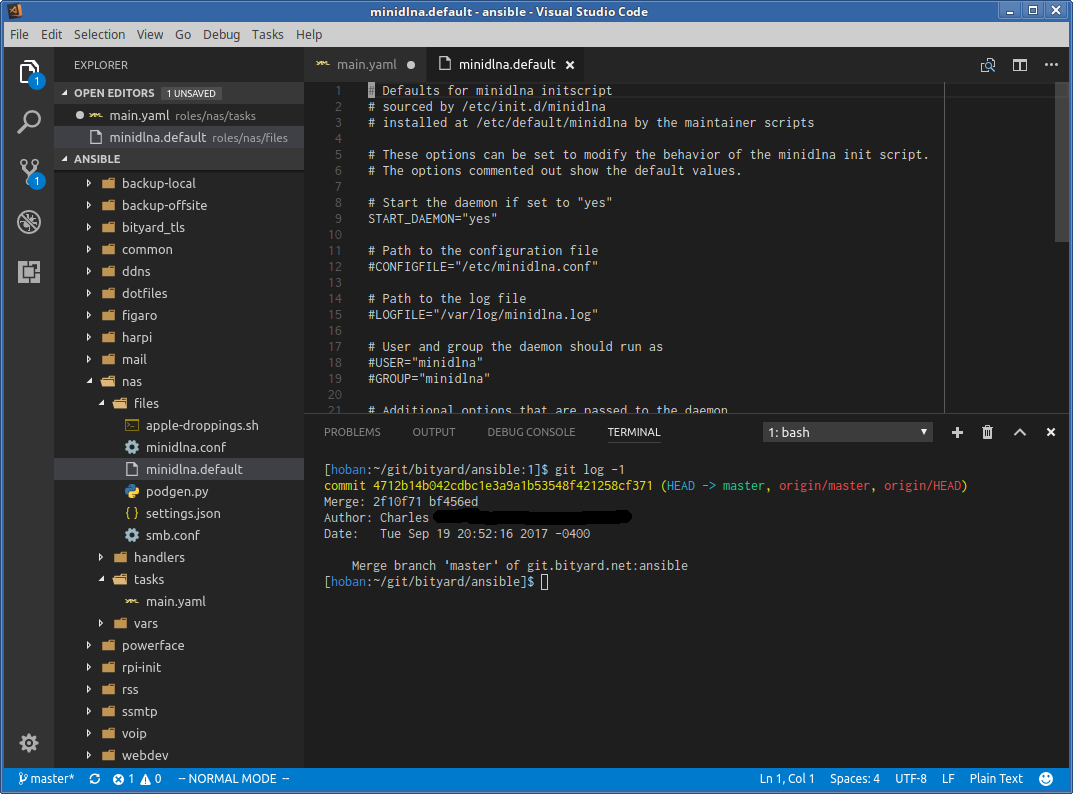 minidlna.default - ansible - Visual Studio Code
File Edit Selection View Go Debug Tasks Help
1
1
EXPLORER
OPEN EDITORS 1 UNSAVED
main.yaml roles/nas/tasks
minidlna.default roles/nas/files
ANSIBLE
backup-local
backup-offsite
bityard_tls
common
ddns
dotfiles
figaro
harpi
mail
nas
files
apple-droppings.sh
minidlna.conf
minidlna.default
podgen.py
{ } settings.json
smb.conf
handlers
tasks
main.yaml
vars
powerface
rpi-init
rss
ssmtp
voip
webdev
main.yaml minidlna.default
1 # Defaults for minidlna initscript
2 # sourced by /etc/init.d/minidlna
3 # installed at /etc/default/minidlna by the maintainer scripts
4
5 # These options can be set to modify the behavior of the minidlna init script.
6 # The options commented out show the default values.
7
8 # Start the daemon if set to "yes"
9 START_DAEMON="yes"
10
11 # Path to the configuration file
12 #CONFIGFILE="/etc/minidlna.conf"
13
14 # Path to the log file
15 #LOGFILE="/var/log/minidlna.log"
16
17 # User and group the daemon should run as
18 #USER="minidlna"
19 #GROUP="minidlna"
20
21 # Additional options that are passed to the daemon
PROBLEMS OUTPUT DEBUG CONSOLE TERMINAL 1: bash
[hoban:~/git/bityard/ansible:1]$ git log -1
commit 4712b14b042cdbc1e3a9a1b53548f421258cf371 (HEAD -> master, origin/master, origin/HEAD)
Merge: 2f10f71 bf456ed
Author: Charles
Date: Tue Sep 19 20:52:16 2017 -0400
Merge branch 'master' of git.bityard.net:ansible
[hoban:~/git/bityard/ansible]$
master* 1 0 -- NORMAL MODE -- Ln 1, Col 1 Spaces: 4 UTF-8 LF Plain Text